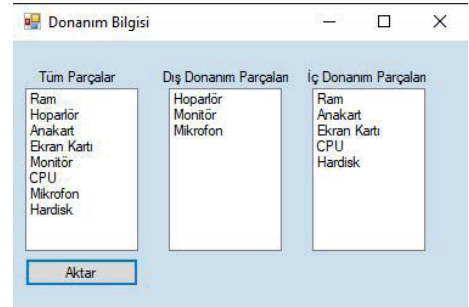 Donanım Bilgisi
Tüm Parçalar
Ram
Hoparlör
Anakart
Ekran Kartı
Monitör
CPU
Mikrofon
Hardisk
Aktar
Dış Donanım Parçaları
Hoparlör
Monitör
Mikrofon
İç Donanım Parçaları
Ram
Anakart
Ekran Kartı
CPU
Hardisk